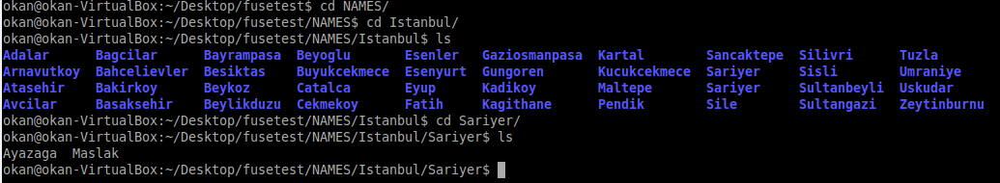 okan@okan-VirtualBox:~/Desktop/fusetest$ cd NAMES/
okan@okan-VirtualBox:~/Desktop/fusetest/NAMES$ cd Istanbul/
okan@okan-VirtualBox:~/Desktop/fusetest/NAMES/Istanbul$ ls
Adalar Bagcilar Bayrampasa Beyoglu Esenler Gaziosmanpasa Kartal Sancaktepe Silivri Tuzla
Arnavutkoy Bahcelievler Besiktas Buyukcekmece Esenyurt Gungoren Kucukcekmece Sariyer Sisli Umraniye
Atasehir Bakirkoy Beykoz Catalca Eyup Kadikoy Maltepe Sariyer Sultanbeyli Uskudar
Avcilar Basaksehir Beylikduzu Cekmekoy Fatih Kagithane Pendik Sile Sultangazi Zeytinburnu
okan@okan-VirtualBox:~/Desktop/fusetest/NAMES/Istanbul$ cd Sariyer/
okan@okan-VirtualBox:~/Desktop/fusetest/NAMES/Istanbul/Sariyer$ ls
Ayazaga Maslak
okan@okan-VirtualBox:~/Desktop/fusetest/NAMES/Istanbul/Sariyer$